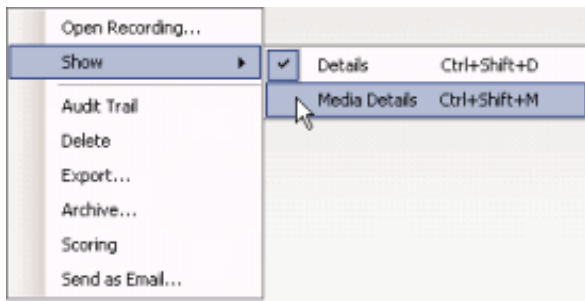 Open Recording...
Show
Details Ctrl+Shift+D
Media Details Ctrl+Shift+M
Audit Trail
Delete
Export...
Archive...
Scoring
Send as Email...